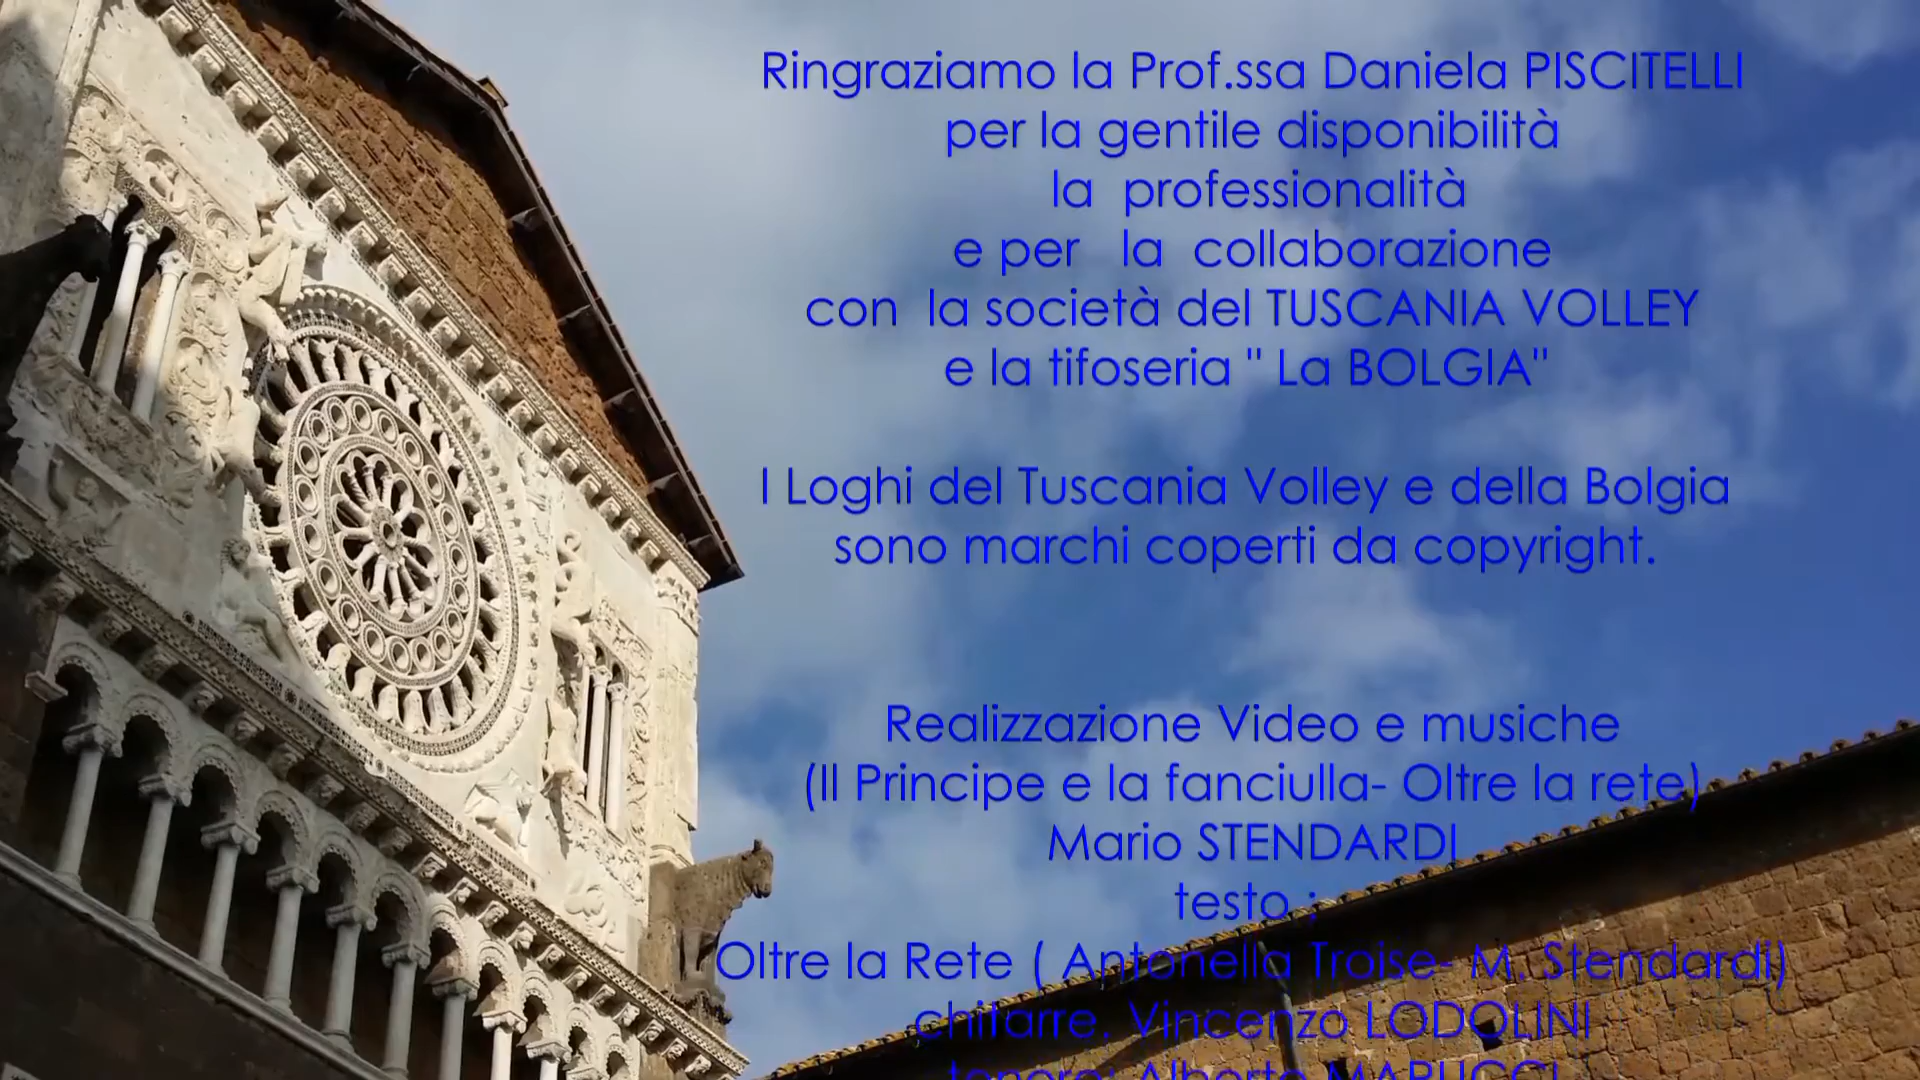 Ringraziamo la Prof.ssa Daniela PISCITELLI
per la gentile disponibilità
la professionalità
e per la collaborazione
con la società del TUSCANIA VOLLEY
e la tifoseria " La BOLGIA"
I Loghi del Tuscania Volley e della Bolgia
sono marchi coperti da copyright.
Realizzazione Video e musiche
(Il Principe e la fanciulla- Oltre la rete)
Mario STENDARDI
testo :
Oltre la Rete ( Antonella Troise- M. Stendardi)
chitarre. Vincenzo LODOLINI
tenore: Alberto MARUCCI